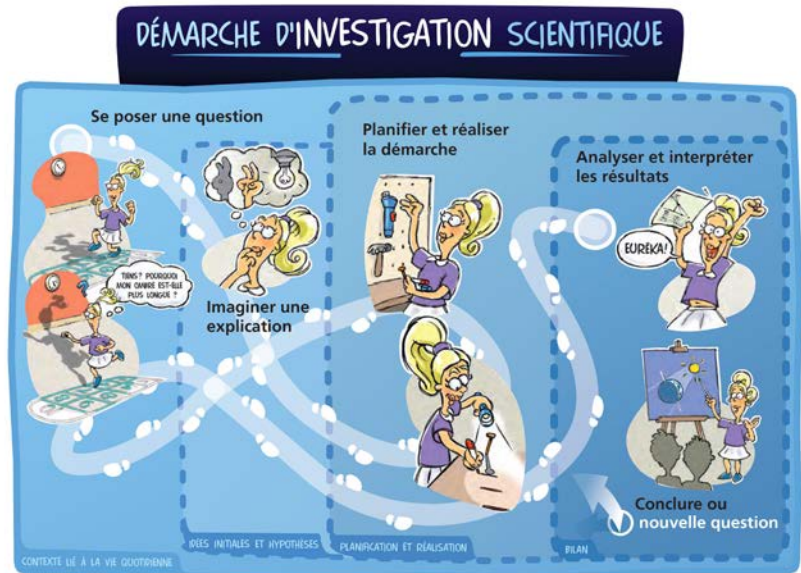 DÉMARCHE D'INVESTIGATION SCIENTIFIQUE
Se poser une question
TIENS? POURQUOI
MON OMBRE EST-ELLE
PLUS LONGUE ?
Imaginer une
explication
Planifier et réaliser
la démarche
Analyser et interpréter
les résultats
EURÊKA!
Conclure ou
nouvelle question
CONTEXTE LIÉ À LA VIE QUOTIDIENNE
IDÉES INITIALES ET HYPOTHÈSES
PLANIFICATION ET RÉALISATION
BILAN